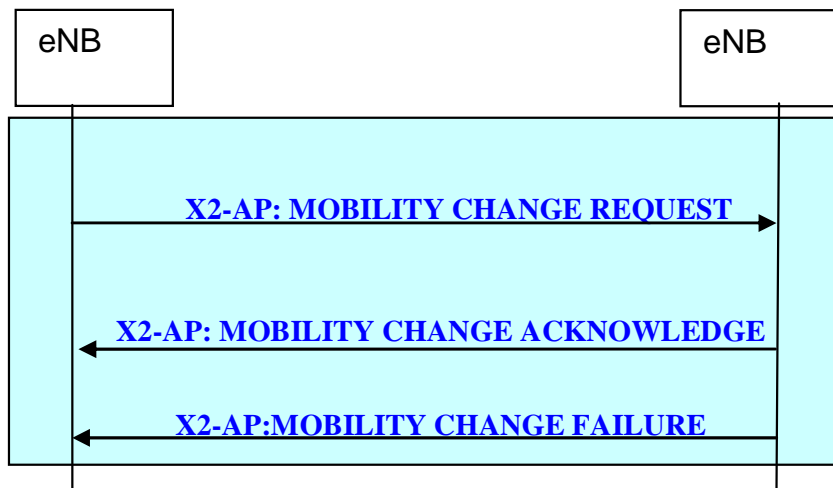 eNB
eNB
X2-AP: MOBILITY CHANGE REQUEST
X2-AP: MOBILITY CHANGE ACKNOWLEDGE
X2-AP:MOBILITY CHANGE FAILURE